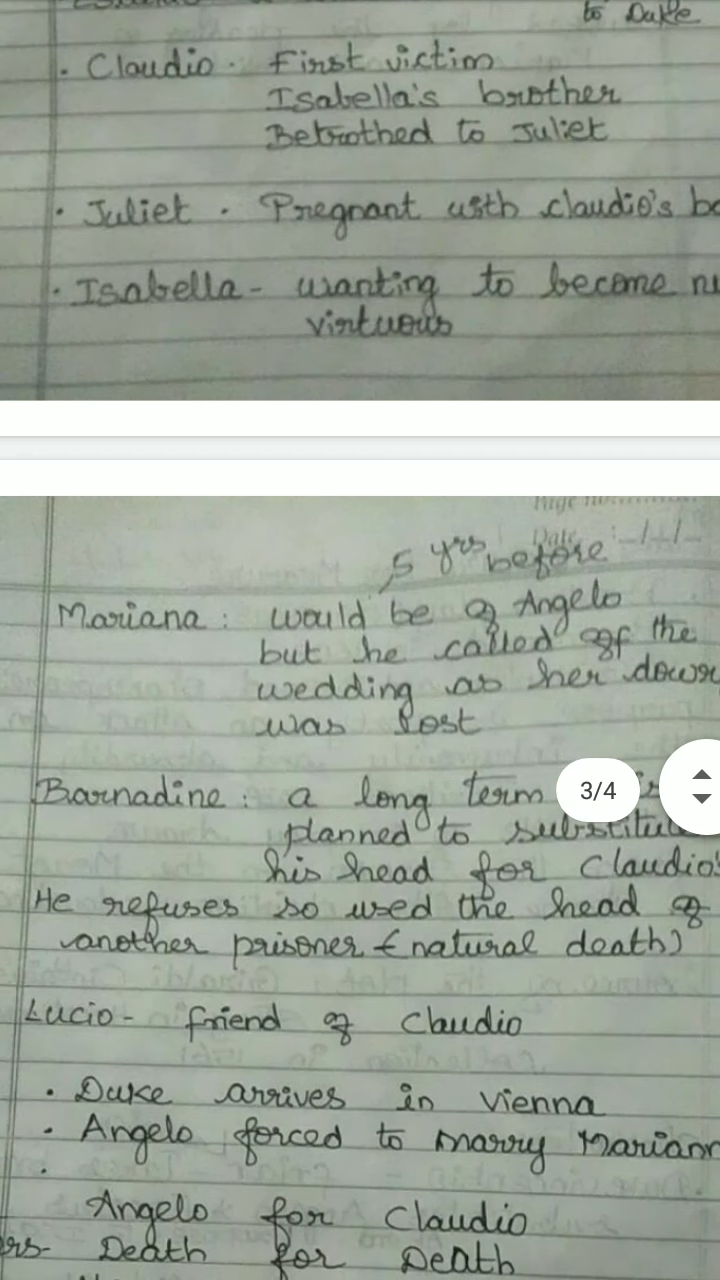 to Duke
· Claudio · First victim
Isabella's brother
Betrothed to Juliet
· Juliet · Pregnant with claudio's
· Isabella - wanting to become
virtuous
5 yrs before
Mariana : would be of Angelo
but he called off the
wedding as her
was lost
Barnadine : a long term
3/4
planned to
his head for Claudio's
He refuses so used the head of
another prisoner (natural death)
Lucio - friend of Claudio
· Duke arrives in Vienna
· Angelo forced to marry
Angelo for Claudio
Death for Death